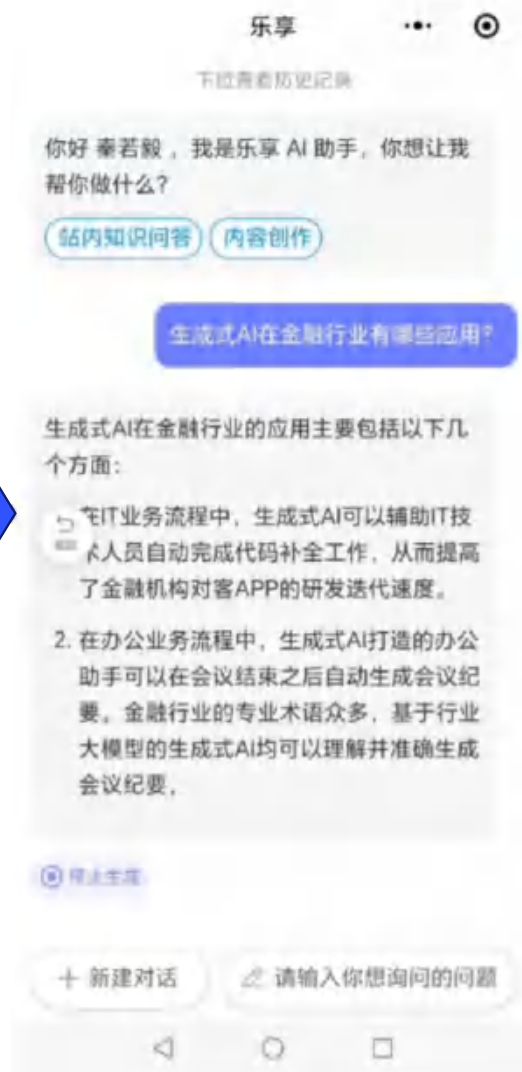 乐享
下拉查看历史记录
你好 秦若毅 ，我是乐享 AI 助手，你想让我
帮你做什么？
站内知识问答
内容创作
生成式AI在金融行业有哪些应用？
生成式AI在金融行业的应用主要包括以下几
个方面：
在IT业务流程中，生成式AI可以辅助IT技
术人员自动完成代码补全工作，从而提高
了金融机构对客APP的研发迭代速度。
2. 在办公业务流程中，生成式AI打造的办公
助手可以在会议结束之后自动生成会议纪
要。金融行业的专业术语众多，基于行业
大模型的生成式AI均可以理解并准确生成
会议纪要，
停止生成
+ 新建对话
请输入你想询问的问题